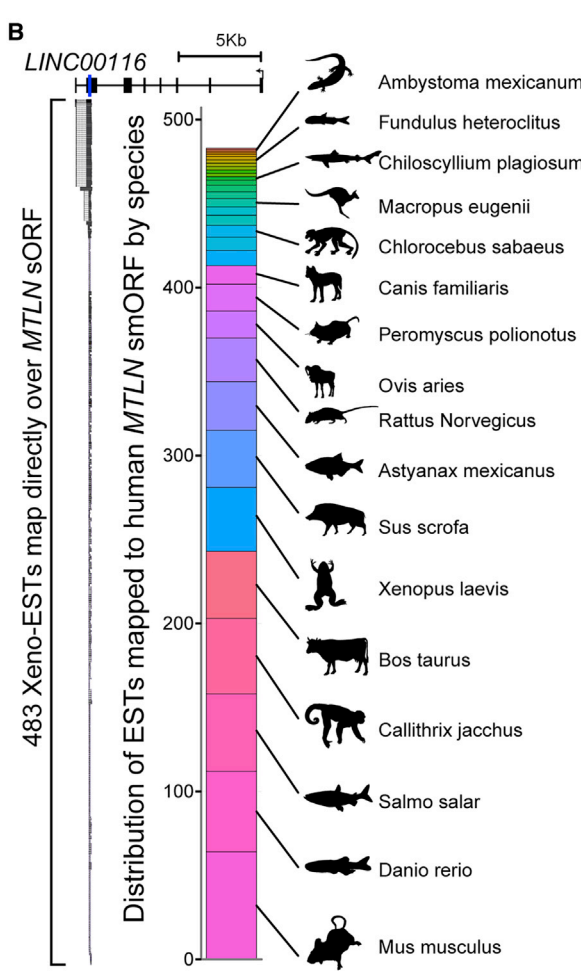 B
5Kb
LINC00116
483 Xeno-ESTs map directly over MTLN sORF
Distribution of ESTs mapped to human MTLN smORF by species
500
400
300
200
100
0
Ambystoma mexicanum
Fundulus heteroclitus
Chiloscyllium plagiosum
Macropus eugenii
Chlorocebus sabaeus
Canis familiaris
Peromyscus polionotus
Ovis aries
Rattus Norvegicus
Astyanax mexicanus
Sus scrofa
Xenopus laevis
Bos taurus
Callithrix jacchus
Salmo salar
Danio rerio
Mus musculus